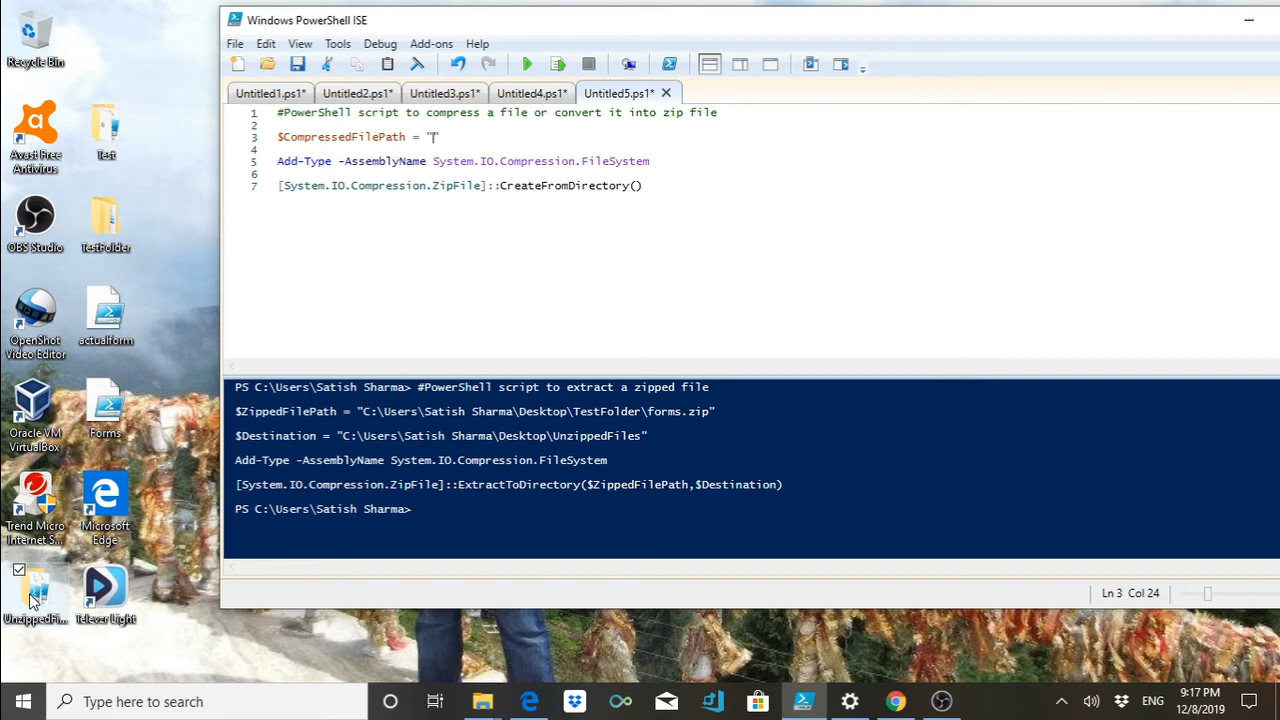 Recycle Bin
Avast Free
Antivirus
Test
OBS Studio
TestFolder
OpenShot
Video Editor
actualform
Oracle VM
VirtualBox
Forms
Trend Micro
Internet S...
Microsoft
Edge
UnzippedFi...
Televzr Light
Windows PowerShell ISE
File Edit View Tools Debug Add-ons Help
Untitled1.ps1* Untitled2.ps1* Untitled3.ps1* Untitled4.ps1* Untitled5.ps1*
1 #PowerShell script to compress a file or convert it into zip file
2
3 $CompressedFilePath = ""
4
5 Add-Type -AssemblyName System.IO.Compression.FileSystem
6
7 [System.IO.Compression.ZipFile]::CreateFromDirectory()
PS C:\Users\Satish Sharma> #PowerShell script to extract a zipped file
$ZippedFilePath = "C:\Users\Satish Sharma\Desktop\TestFolder\forms.zip"
$Destination = "C:\Users\Satish Sharma\Desktop\UnzippedFiles"
Add-Type -AssemblyName System.IO.Compression.FileSystem
[System.IO.Compression.ZipFile]::ExtractToDirectory($ZippedFilePath,$Destination)
PS C:\Users\Satish Sharma>
Ln 3 Col 24
Type here to search
ENG
9:17 PM
12/8/2019